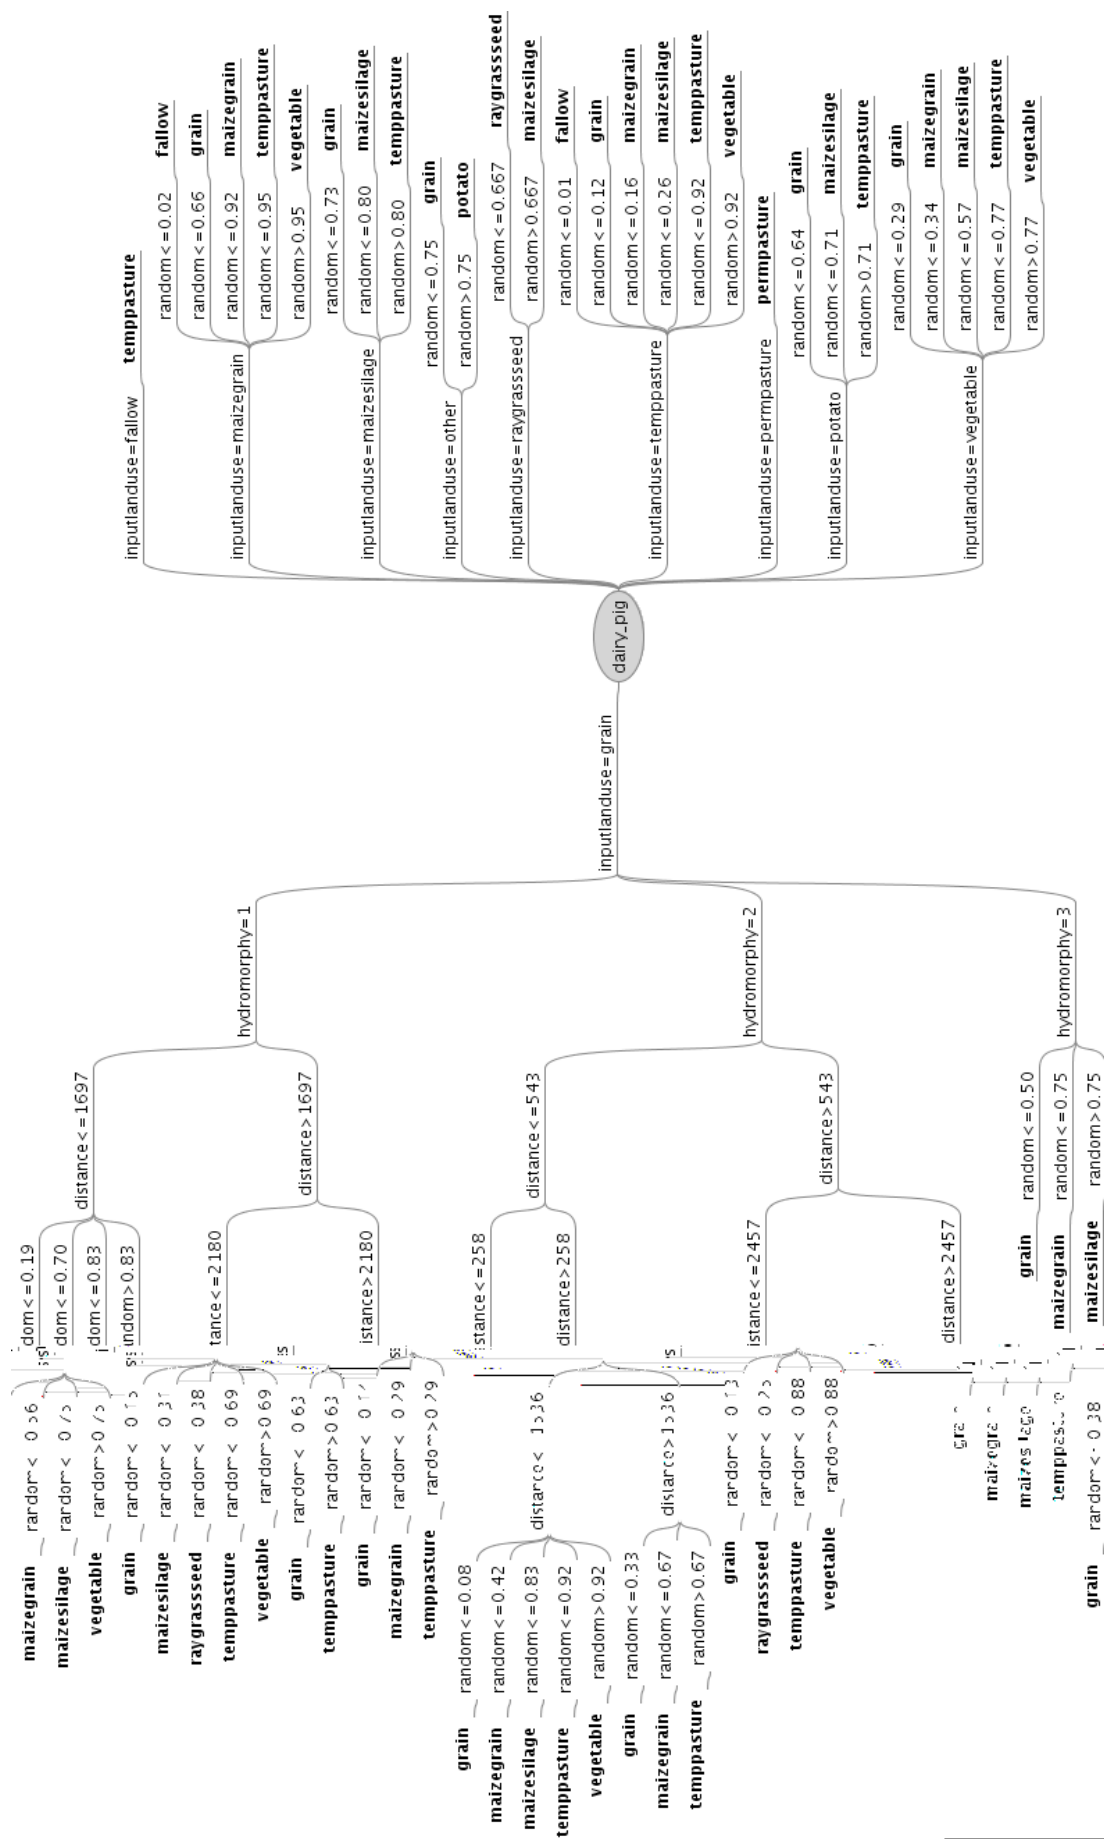 dairy_pig
inputlanduse=fallow
temppasture
inputlanduse=maizegrain
random<=0.02 fallow
random<=0.66 grain
random<=0.92 maizegrain
random<=0.95 temppasture
random>0.95 vegetable
inputlanduse=maizesilage
random<=0.73 grain
random<=0.80 maizesilage
random>0.80 temppasture
inputlanduse=other
random<=0.75 grain
random>0.75 potato
inputlanduse=raygrassseed
random<=0.667 raygrassseed
random>0.667 maizesilage
inputlanduse=temppasture
random<=0.01 fallow
random<=0.12 grain
random<=0.16 maizegrain
random<=0.26 maizesilage
random<=0.92 temppasture
random>0.92 vegetable
inputlanduse=permpasture
permpasture
inputlanduse=potato
random<=0.64 grain
random<=0.71 maizesilage
random>0.71 temppasture
inputlanduse=vegetable
random<=0.29 grain
random<=0.34 maizegrain
random<=0.57 maizesilage
random<=0.77 temppasture
random>0.77 vegetable
inputlanduse=grain
hydromorphy=1
distance<=1697
dom<=0.19
dom<=0.70
dom<=0.83
ndom>0.83
distance>1697
tance<=2180
istance>2180
hydromorphy=2
distance<=543
stance<=258
distance>258
distance>543
istance<=2457
distance>2457
hydromorphy=3
random<=0.50 grain
random<=0.75 maizegrain
random>0.75 maizesilage
maizegrain
maizesilage
vegetable
grain
maizesilage
raygrassseed
temppasture
vegetable
grain
temppasture
grain
maizegrain
temppasture
random<=0.08 grain
random<=0.42 maizegrain
random<=0.83 maizesilage
random<=0.92 temppasture
random>0.92 vegetable
random<=0.33 grain
random<=0.67 maizegrain
random>0.67 temppasture
grain
raygrassseed
temppasture
vegetable
grain